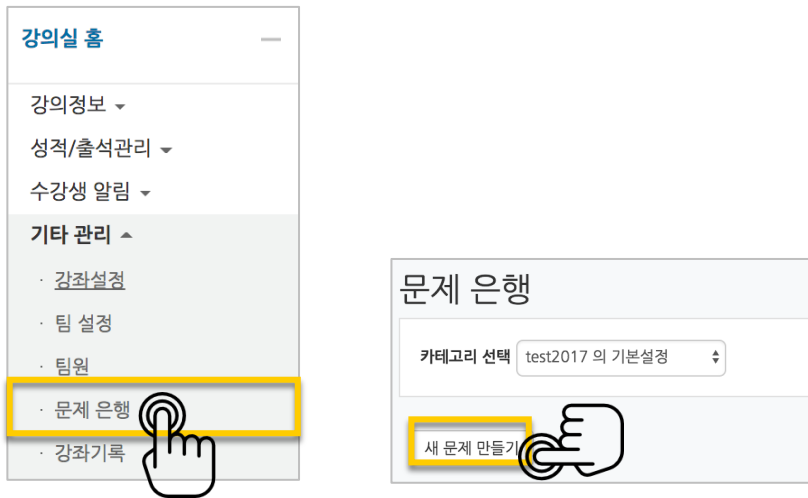 강의실 홈
강의정보
성적/출석관리
수강생 알림
기타 관리
· 강좌설정
· 팀 설정
· 팀원
· 문제 은행
· 강좌기록
문제 은행
카테고리 선택 test2017 의 기본설정
새 문제 만들기